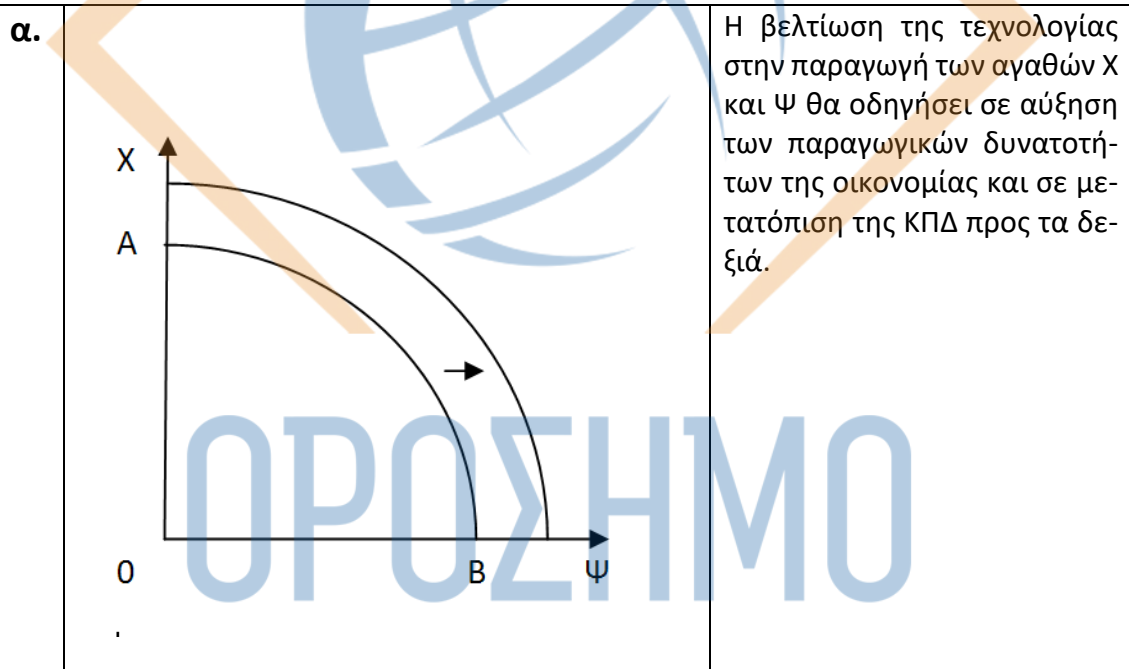 α.
Η βελτίωση της τεχνολογίας
στην παραγωγή των αγαθών Χ
και Ψ θα οδηγήσει σε αύξηση
των παραγωγικών δυνατοτή-
των της οικονομίας και σε με-
τατόπιση της ΚΠΔ προς τα δε-
ξιά.
Χ
Α
0
Β
Ψ
ΟΡΟΣΗΜΟ